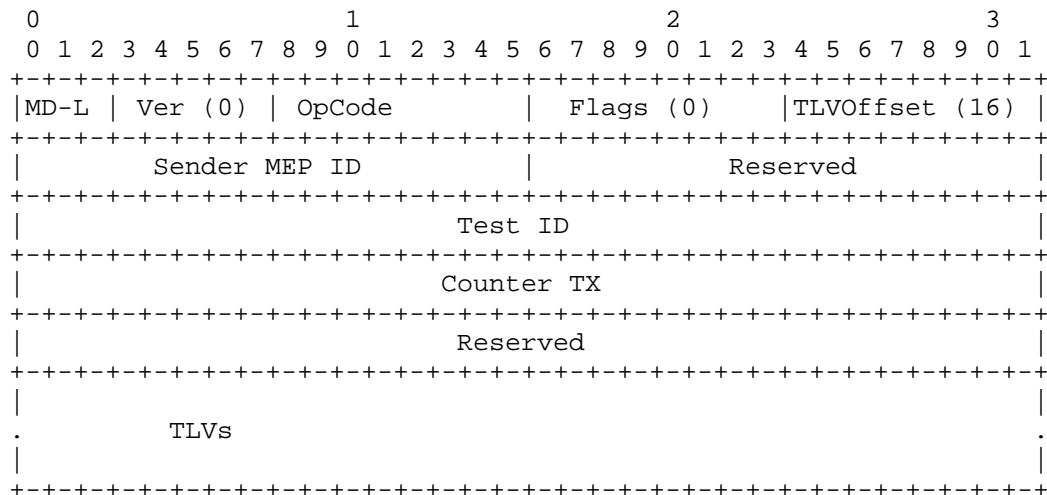 0                   1                   2                   3
 0 1 2 3 4 5 6 7 8 9 0 1 2 3 4 5 6 7 8 9 0 1 2 3 4 5 6 7 8 9 0 1
+-+-+-+-+-+-+-+-+-+-+-+-+-+-+-+-+-+-+-+-+-+-+-+-+-+-+-+-+-+-+-+-+
|MD-L | Ver (0) | OpCode        |  Flags (0)    |TLVOffset (16) |
+-+-+-+-+-+-+-+-+-+-+-+-+-+-+-+-+-+-+-+-+-+-+-+-+-+-+-+-+-+-+-+-+
|        Sender MEP ID          |            Reserved           |
+-+-+-+-+-+-+-+-+-+-+-+-+-+-+-+-+-+-+-+-+-+-+-+-+-+-+-+-+-+-+-+-+
|                           Test ID                             |
+-+-+-+-+-+-+-+-+-+-+-+-+-+-+-+-+-+-+-+-+-+-+-+-+-+-+-+-+-+-+-+-+
|                          Counter TX                           |
+-+-+-+-+-+-+-+-+-+-+-+-+-+-+-+-+-+-+-+-+-+-+-+-+-+-+-+-+-+-+-+-+
|                           Reserved                            |
+-+-+-+-+-+-+-+-+-+-+-+-+-+-+-+-+-+-+-+-+-+-+-+-+-+-+-+-+-+-+-+-+
|                                                               |
.         TLVs                                                  .
|                                                               |
+-+-+-+-+-+-+-+-+-+-+-+-+-+-+-+-+-+-+-+-+-+-+-+-+-+-+-+-+-+-+-+-+